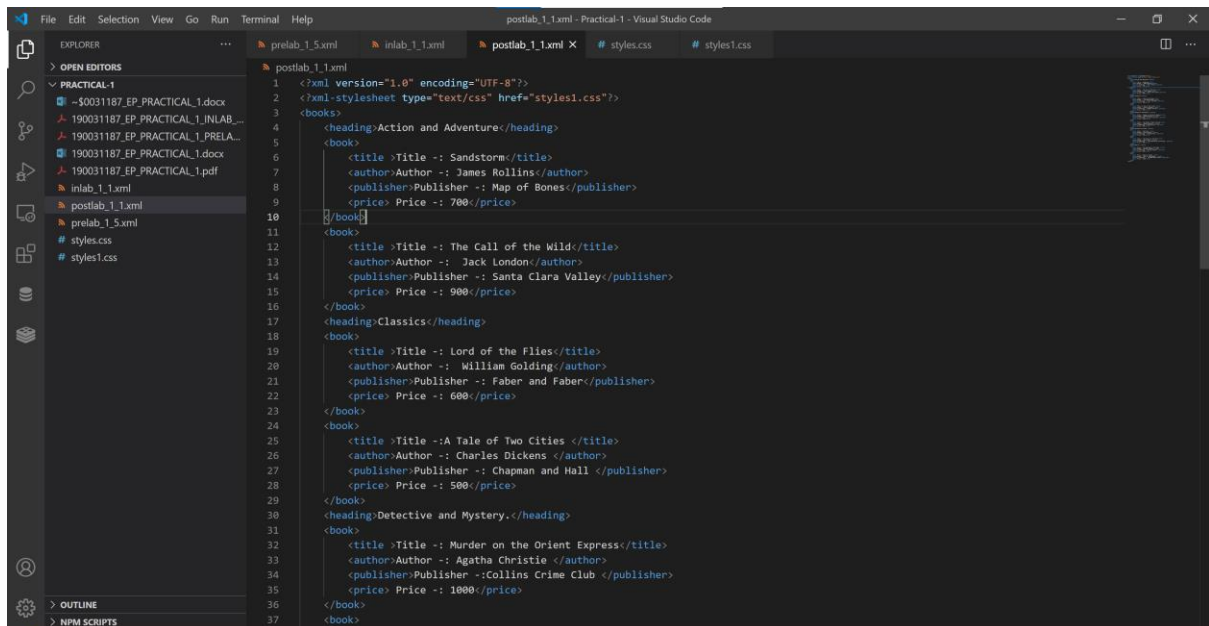 File Edit Selection View Go Run Terminal Help
postlab_1_1.xml - Practical-1 - Visual Studio Code
EXPLORER
prelab_1_5.xml
inlab_1_1.xml
postlab_1_1.xml
# styles.css
# styles1.css
> OPEN EDITORS
PRACTICAL-1
~$0031187_EP_PRACTICAL_1.docx
190031187_EP_PRACTICAL_1_INLAB_...
190031187_EP_PRACTICAL_1_PRELA...
190031187_EP_PRACTICAL_1.docx
190031187_EP_PRACTICAL_1.pdf
inlab_1_1.xml
postlab_1_1.xml
prelab_1_5.xml
# styles.css
# styles1.css
> OUTLINE
> NPM SCRIPTS
postlab_1_1.xml
1 <?xml version="1.0" encoding="UTF-8"?>
2 <?xml-stylesheet type="text/css" href="styles1.css"?>
3 <books>
4 <heading>Action and Adventure</heading>
5 <book>
6 <title >Title -: Sandstorm</title>
7 <author>Author -: James Rollins</author>
8 <publisher>Publisher -: Map of Bones</publisher>
9 <price> Price -: 700</price>
10 </book>
11 <book>
12 <title >Title -: The Call of the Wild</title>
13 <author>Author -:  Jack London</author>
14 <publisher>Publisher -: Santa Clara Valley</publisher>
15 <price> Price -: 900</price>
16 </book>
17 <heading>Classics</heading>
18 <book>
19 <title >Title -: Lord of the Flies</title>
20 <author>Author -:  William Golding</author>
21 <publisher>Publisher -: Faber and Faber</publisher>
22 <price> Price -: 600</price>
23 </book>
24 <book>
25 <title >Title -:A Tale of Two Cities </title>
26 <author>Author -: Charles Dickens </author>
27 <publisher>Publisher -: Chapman and Hall </publisher>
28 <price> Price -: 500</price>
29 </book>
30 <heading>Detective and Mystery.</heading>
31 <book>
32 <title >Title -: Murder on the Orient Express</title>
33 <author>Author -: Agatha Christie </author>
34 <publisher>Publisher -:Collins Crime Club </publisher>
35 <price> Price -: 1000</price>
36 </book>
37 <book>